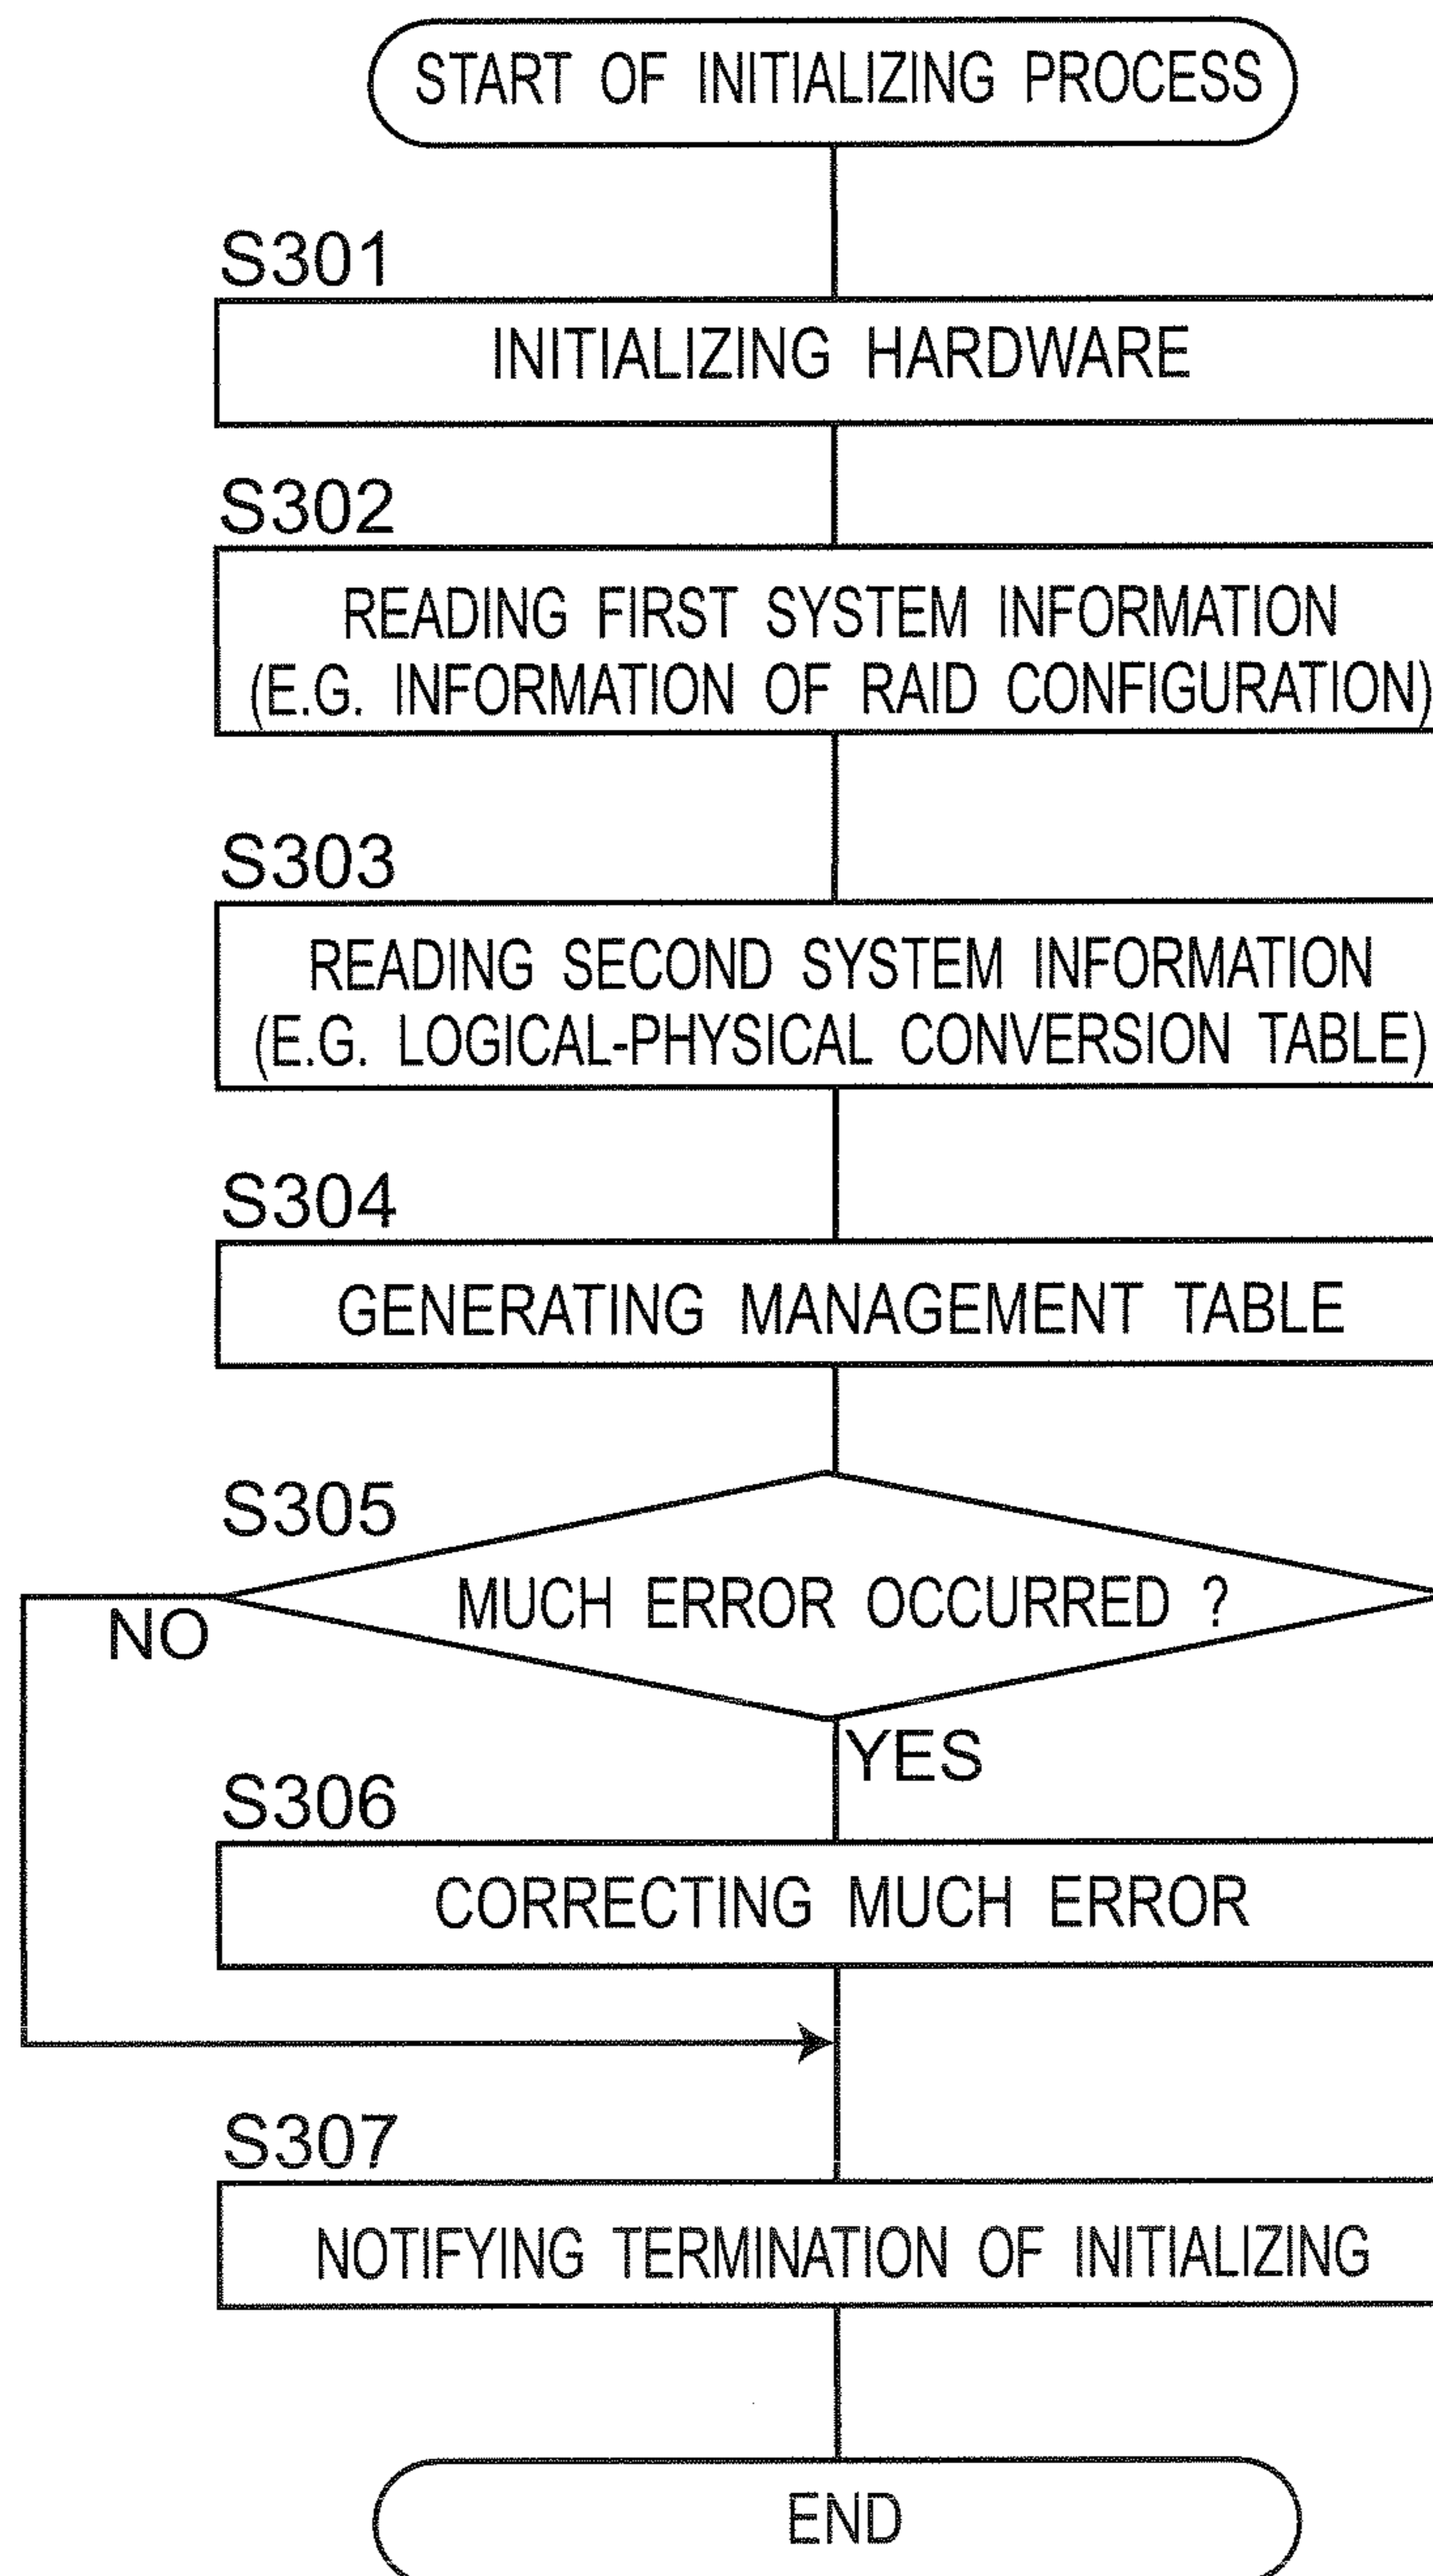 START OF INITIALIZING PROCESS
S301
INITIALIZING HARDWARE
S302
READING FIRST SYSTEM INFORMATION
(E.G. INFORMATION OF RAID CONFIGURATION)
S303
READING SECOND SYSTEM INFORMATION
(E.G. LOGICAL-PHYSICAL CONVERSION TABLE)
S304
GENERATING MANAGEMENT TABLE
S305
MUCH ERROR OCCURRED ?
NO
YES
S306
CORRECTING MUCH ERROR
S307
NOTIFYING TERMINATION OF INITIALIZING
END